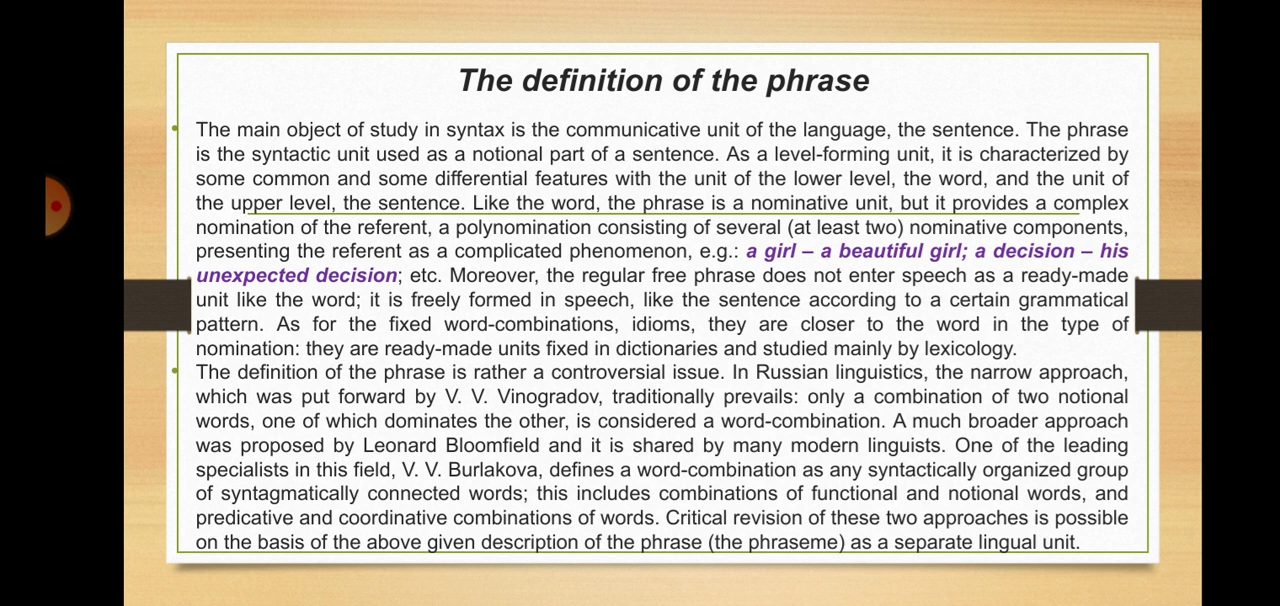 The definition of the phrase
• The main object of study in syntax is the communicative unit of the language, the sentence. The phrase
is the syntactic unit used as a notional part of a sentence. As a level-forming unit, it is characterized by
some common and some differential features with the unit of the lower level, the word, and the unit of
the upper level, the sentence. Like the word, the phrase is a nominative unit, but it provides a complex
nomination of the referent, a polynomination consisting of several (at least two) nominative components,
presenting the referent as a complicated phenomenon, e.g.: a girl – a beautiful girl; a decision – his
unexpected decision; etc. Moreover, the regular free phrase does not enter speech as a ready-made
unit like the word; it is freely formed in speech, like the sentence according to a certain grammatical
pattern. As for the fixed word-combinations, idioms, they are closer to the word in the type of
nomination: they are ready-made units fixed in dictionaries and studied mainly by lexicology.
• The definition of the phrase is rather a controversial issue. In Russian linguistics, the narrow approach,
which was put forward by V. V. Vinogradov, traditionally prevails: only a combination of two notional
words, one of which dominates the other, is considered a word-combination. A much broader approach
was proposed by Leonard Bloomfield and it is shared by many modern linguists. One of the leading
specialists in this field, V. V. Burlakova, defines a word-combination as any syntactically organized group
of syntagmatically connected words; this includes combinations of functional and notional words, and
predicative and coordinative combinations of words. Critical revision of these two approaches is possible
on the basis of the above given description of the phrase (the phraseme) as a separate lingual unit.